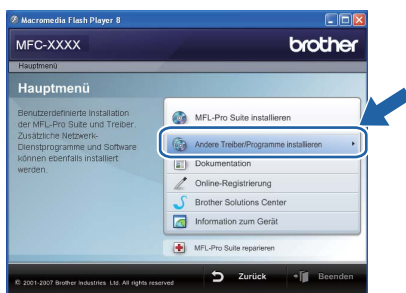 Macromedia Flash Player 8
MFC-XXXX
brother
Hauptmenü
Hauptmenü
Benutzerdefinierte Installation
der MFL-Pro Suite und Treiber.
Zusätzliche Netzwerk-
Dienstprogramme und Software
können ebenfalls installiert
werden.
MFL-Pro Suite installieren
Andere Treiber/Programme installieren
Dokumentation
Online-Registrierung
Brother Solutions Center
Information zum Gerät
MFL-Pro Suite reparieren
© 2001-2007 Brother Industries Ltd. All rights reserved
Zurück
Beenden